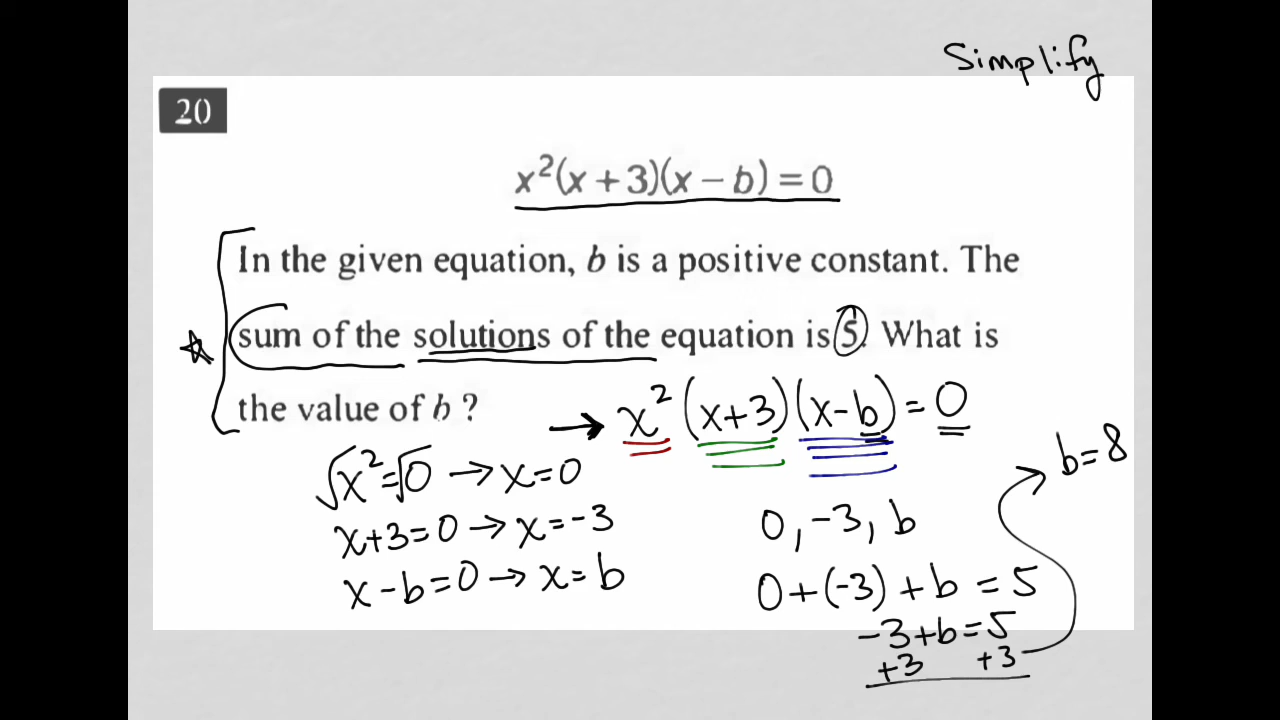 Simplify
20
x²(x + 3)(x − b) = 0
In the given equation, b is a positive constant. The
sum of the solutions of the equation is 5. What is
the value of b ?
→ x² (x+3)(x-b) = 0
√x² = √0 → x=0
x+3=0 → x=-3
x-b=0 → x=b
0, -3, b
0+(-3)+b = 5
-3+b=5
+3 +3
b=8